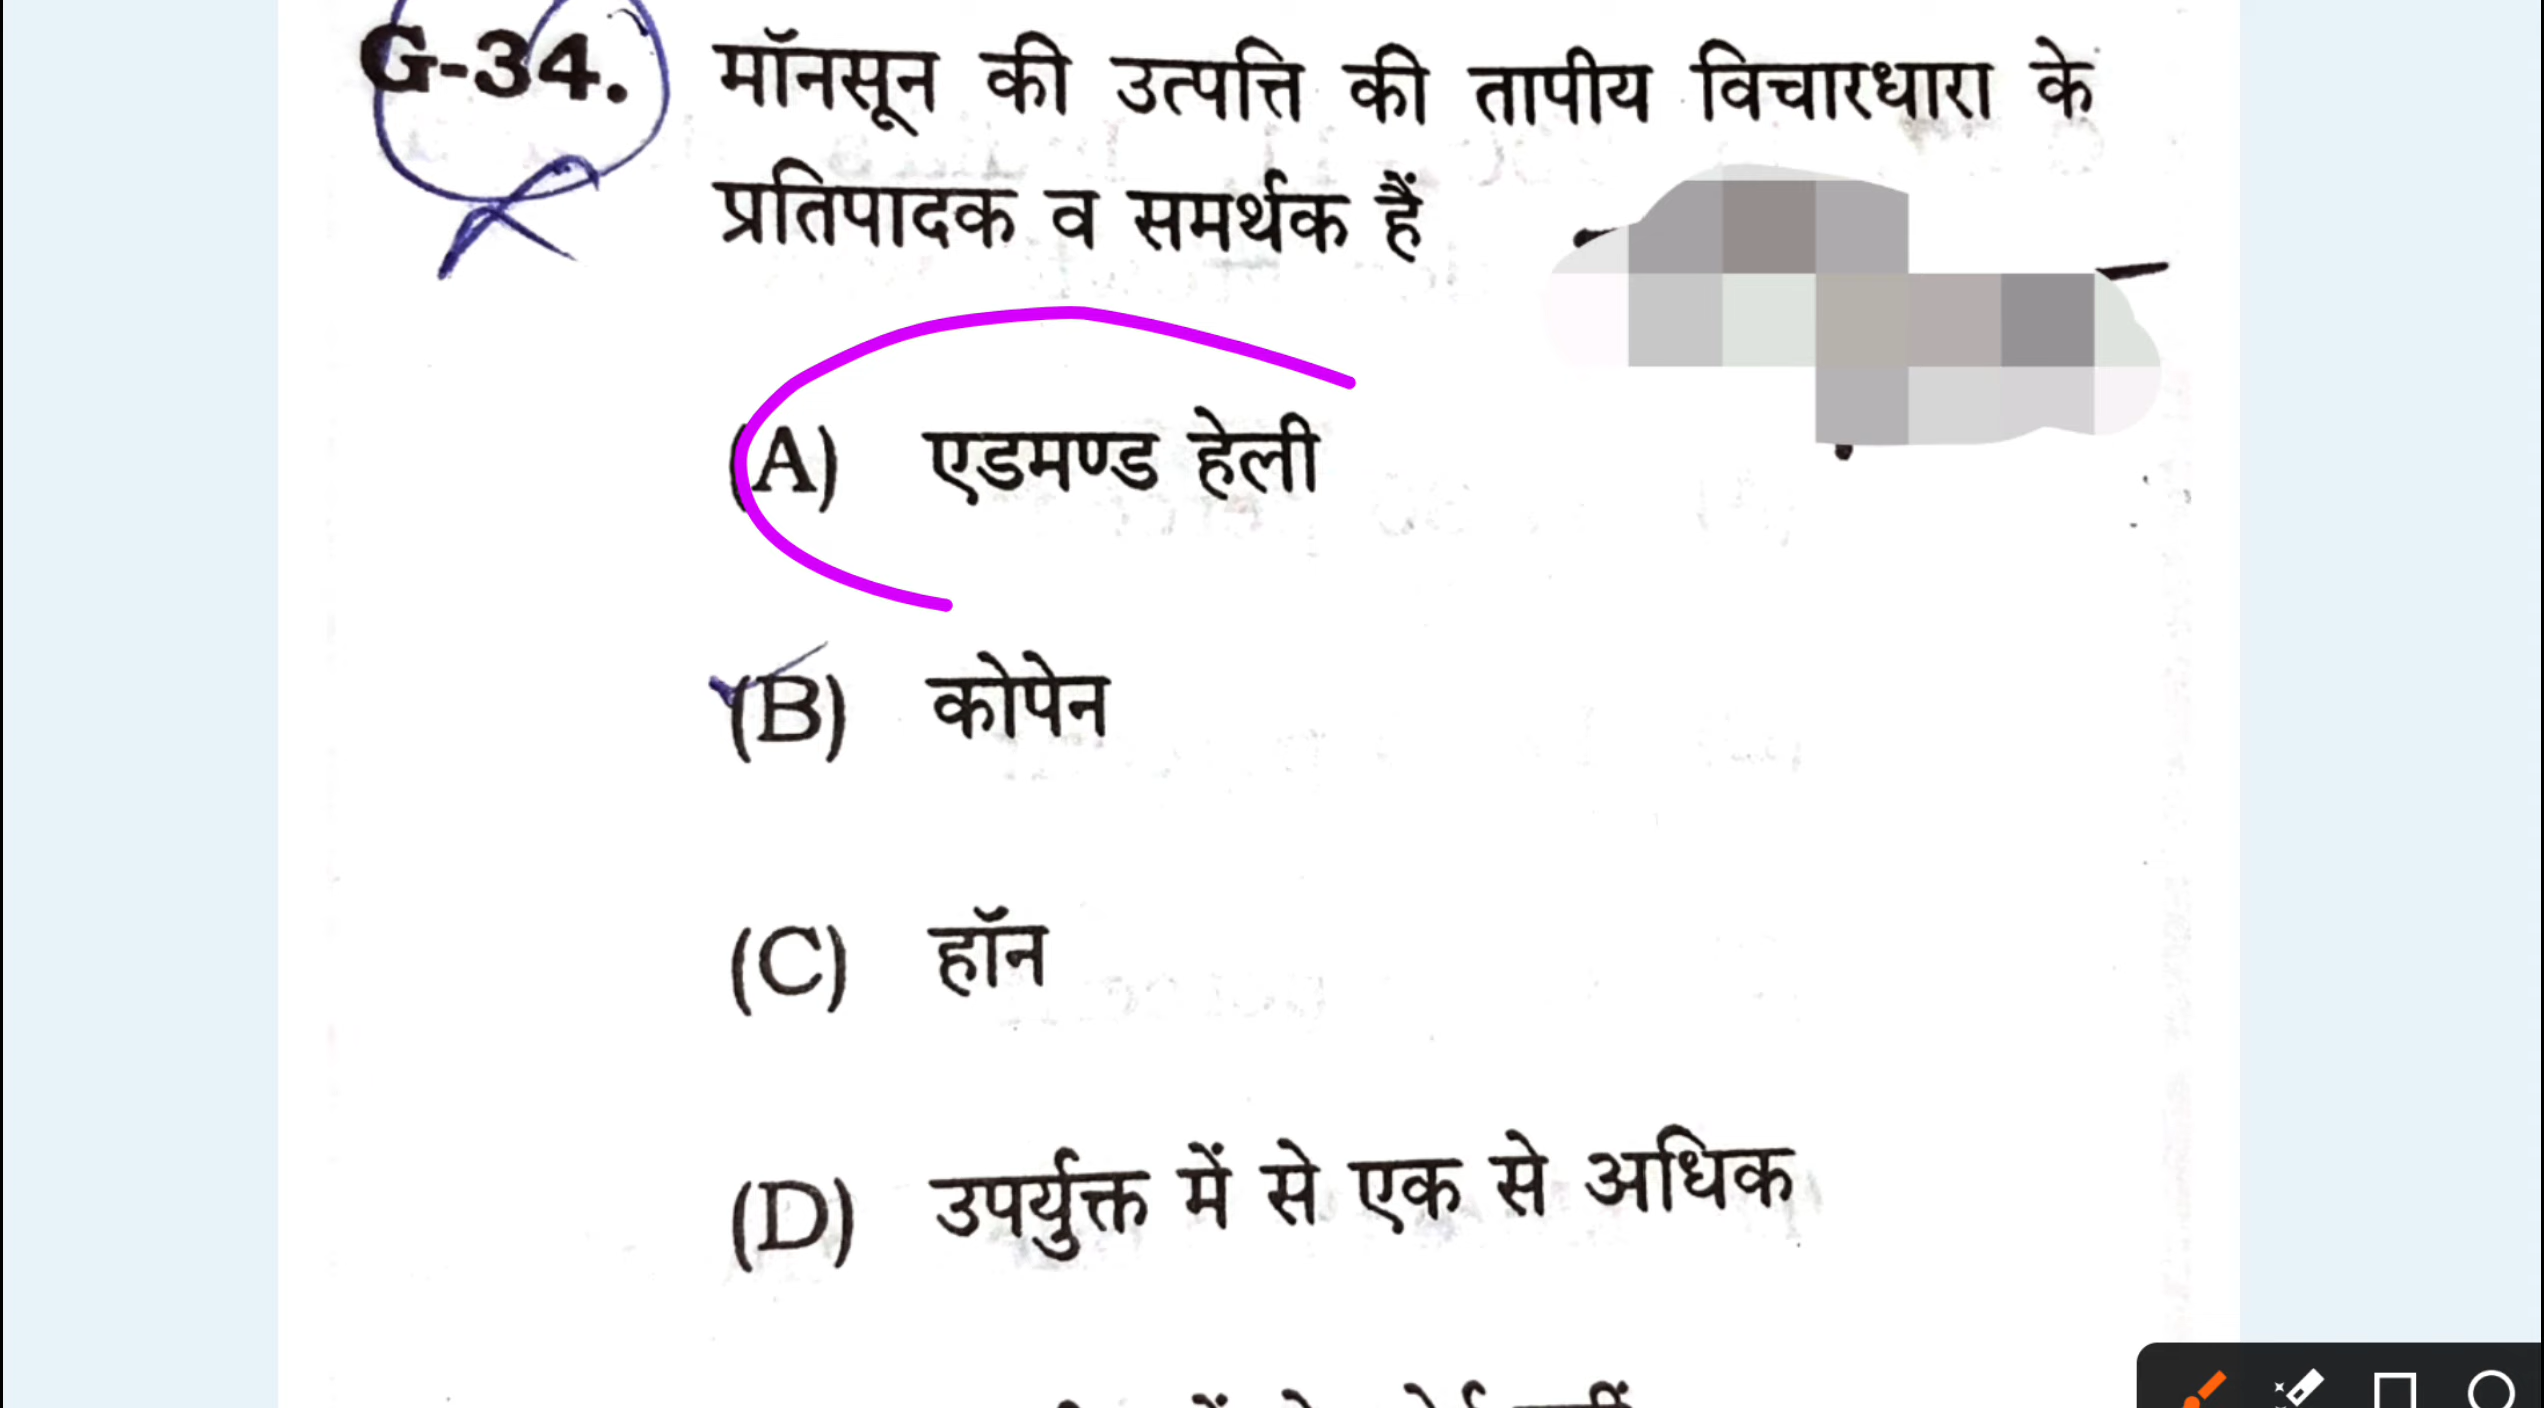 G-34. मॉनसून की उत्पत्ति की तापीय विचारधारा के
प्रतिपादक व समर्थक हैं
(A) एडमण्ड हेली
(B) कोपेन
(C) हॉन
(D) उपर्युक्त में से एक से अधिक